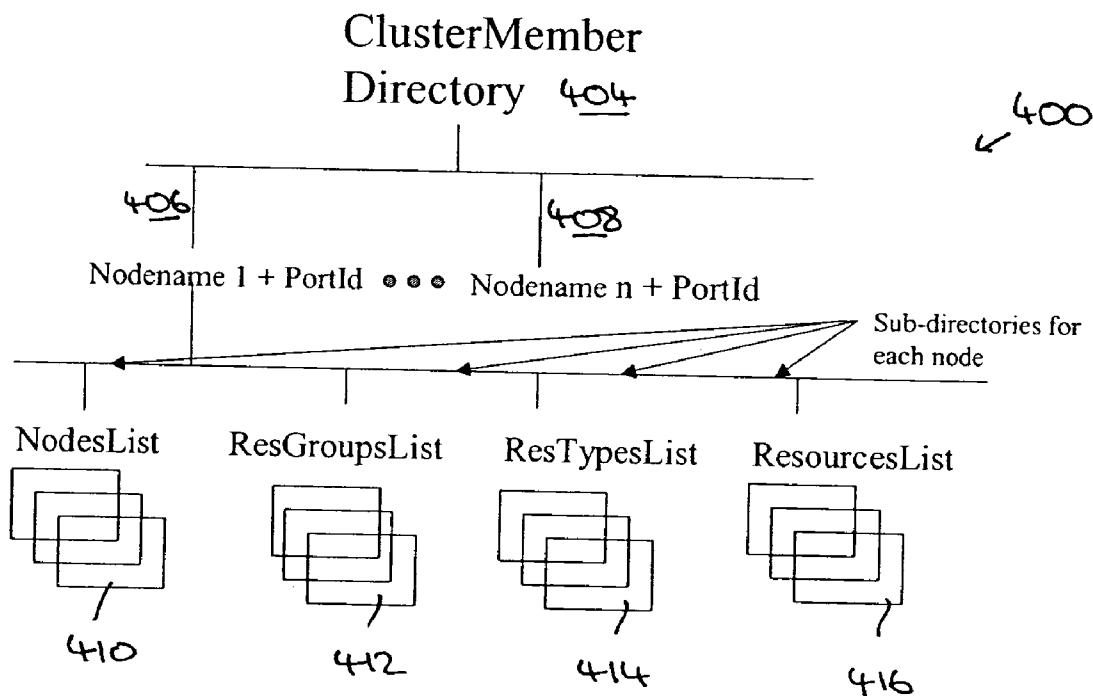 ClusterMember
Directory 404
400
406
408
Nodename 1 + PortId ● ● ● Nodename n + PortId
Sub-directories for
each node
NodesList
ResGroupsList
ResTypesList
ResourcesList
410
412
414
416